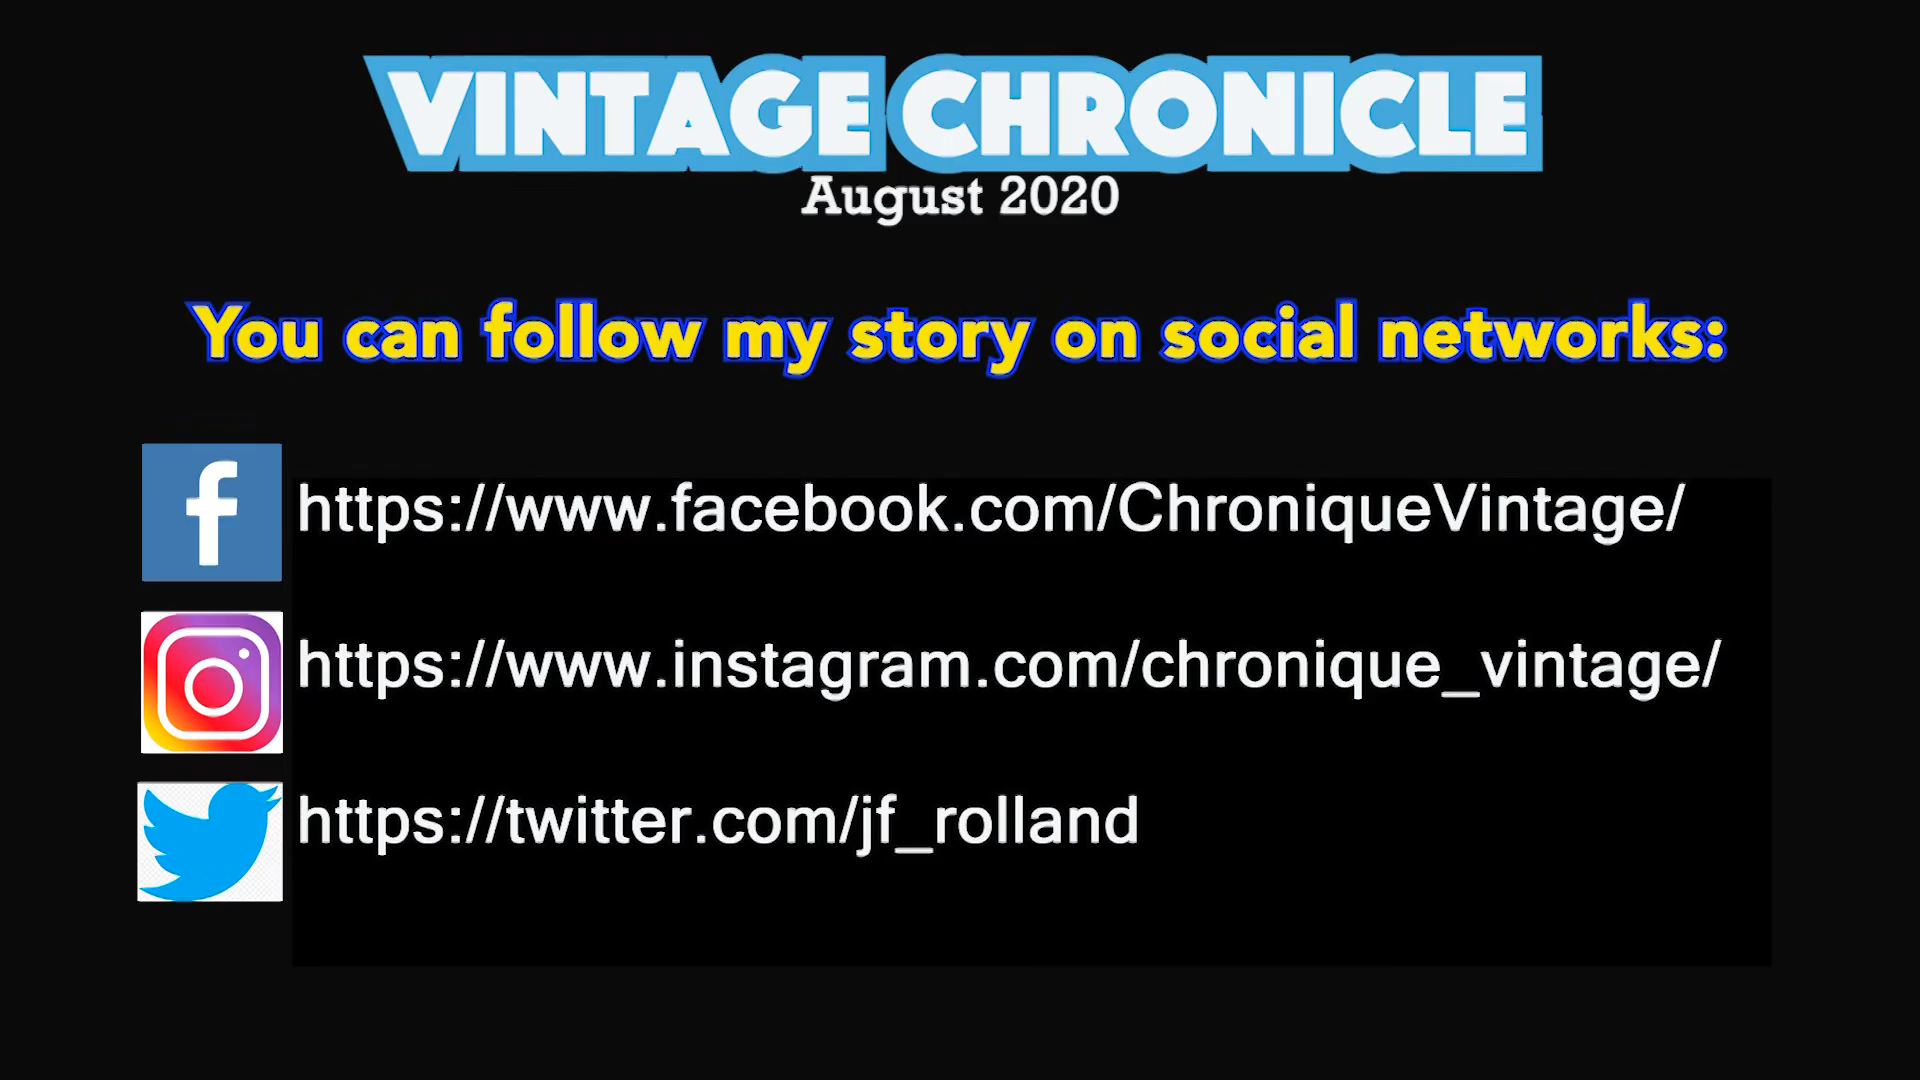 VINTAGE CHRONICLE
August 2020
You can follow my story on social networks:
https://www.facebook.com/ChroniqueVintage/
https://www.instagram.com/chronique_vintage/
https://twitter.com/jf_rolland